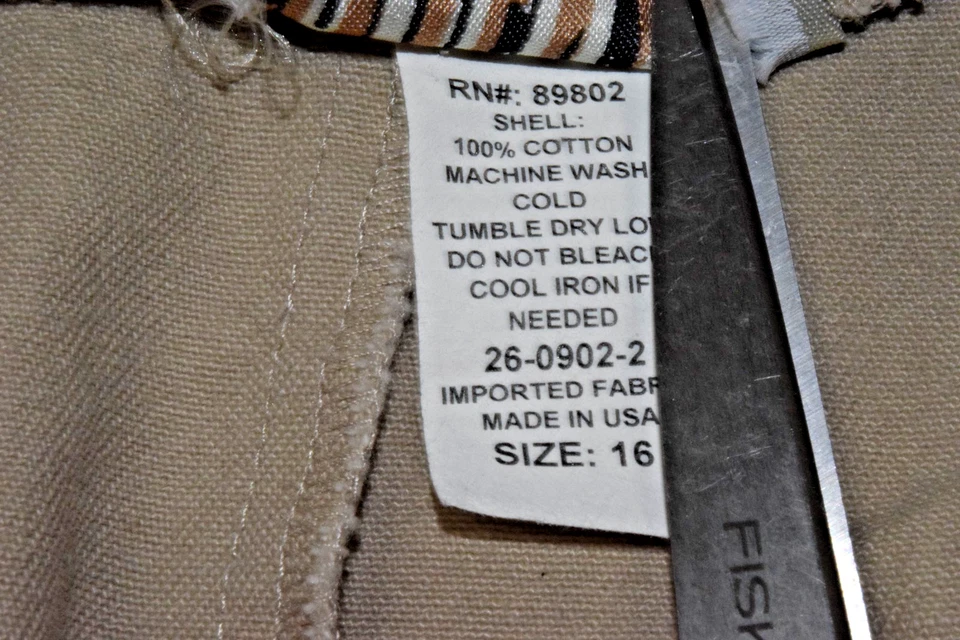 RN#: 89802
SHELL:
100% COTTON
MACHINE WASH
COLD
TUMBLE DRY LO
DO NOT BLEAC
COOL IRON IF
NEEDED
26-0902-2
IMPORTED FABR
MADE IN USA
SIZE: 16
FISK